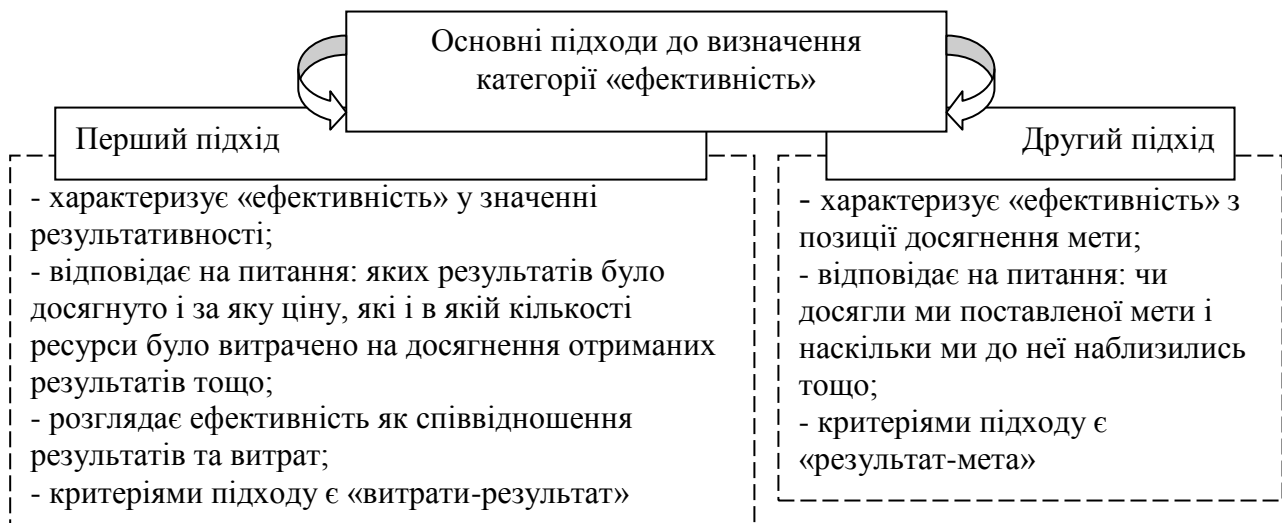 Основні підходи до визначення
категорії «ефективність»
Перший підхід
- характеризує «ефективність» у значенні
результативності;
- відповідає на питання: яких результатів було
досягнуто і за яку ціну, які і в якій кількості
ресурси було витрачено на досягнення отриманих
результатів тощо;
- розглядає ефективність як співвідношення
результатів та витрат;
- критеріями підходу є «витрати-результат»
Другий підхід
- характеризує «ефективність» з
позиції досягнення мети;
- відповідає на питання: чи
досягли ми поставленої мети і
наскільки ми до неї наблизились
тощо;
- критеріями підходу є
«результат-мета»